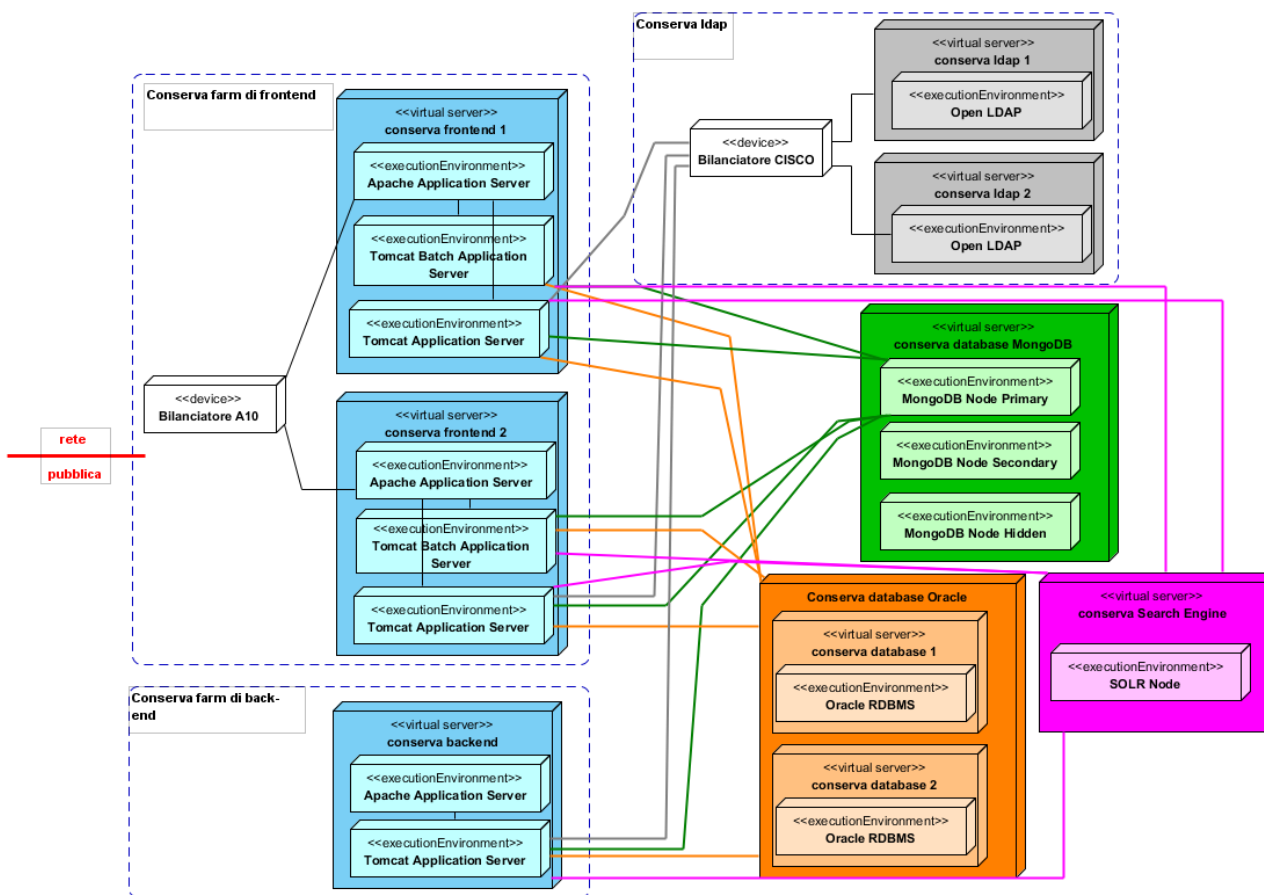 Conserva ldap
<<virtual server>>
conserva ldap 1
<<executionEnvironment>>
Open LDAP
<<device>>
Bilanciatore CISCO
<<virtual server>>
conserva ldap 2
<<executionEnvironment>>
Open LDAP
Conserva farm di frontend
<<virtual server>>
conserva frontend 1
<<executionEnvironment>>
Apache Application Server
<<executionEnvironment>>
Tomcat Batch Application
Server
<<executionEnvironment>>
Tomcat Application Server
<<device>>
Bilanciatore A10
rete
pubblica
<<virtual server>>
conserva frontend 2
<<executionEnvironment>>
Apache Application Server
<<executionEnvironment>>
Tomcat Batch Application
Server
<<executionEnvironment>>
Tomcat Application Server
<<virtual server>>
conserva database MongoDB
<<executionEnvironment>>
MongoDB Node Primary
<<executionEnvironment>>
MongoDB Node Secondary
<<executionEnvironment>>
MongoDB Node Hidden
Conserva database Oracle
<<virtual server>>
conserva database 1
<<executionEnvironment>>
Oracle RDBMS
<<virtual server>>
conserva database 2
<<executionEnvironment>>
Oracle RDBMS
<<virtual server>>
conserva Search Engine
<<executionEnvironment>>
SOLR Node
Conserva farm di back-
end
<<virtual server>>
conserva backend
<<executionEnvironment>>
Apache Application Server
<<executionEnvironment>>
Tomcat Application Server